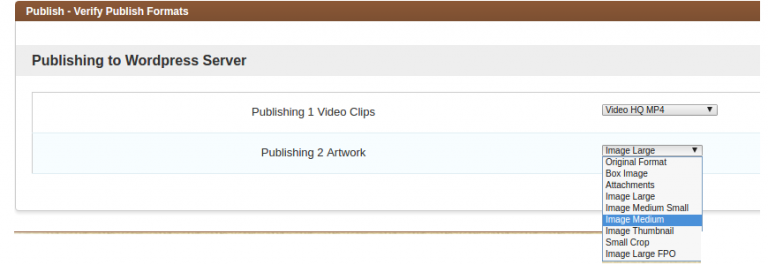 Publish - Verify Publish Formats
Publishing to Wordpress Server
Publishing 1 Video Clips
Video HQ MP4
Publishing 2 Artwork
Image Large
Original Format
Box Image
Attachments
Image Large
Image Medium Small
Image Medium
Image Thumbnail
Small Crop
Image Large FPO